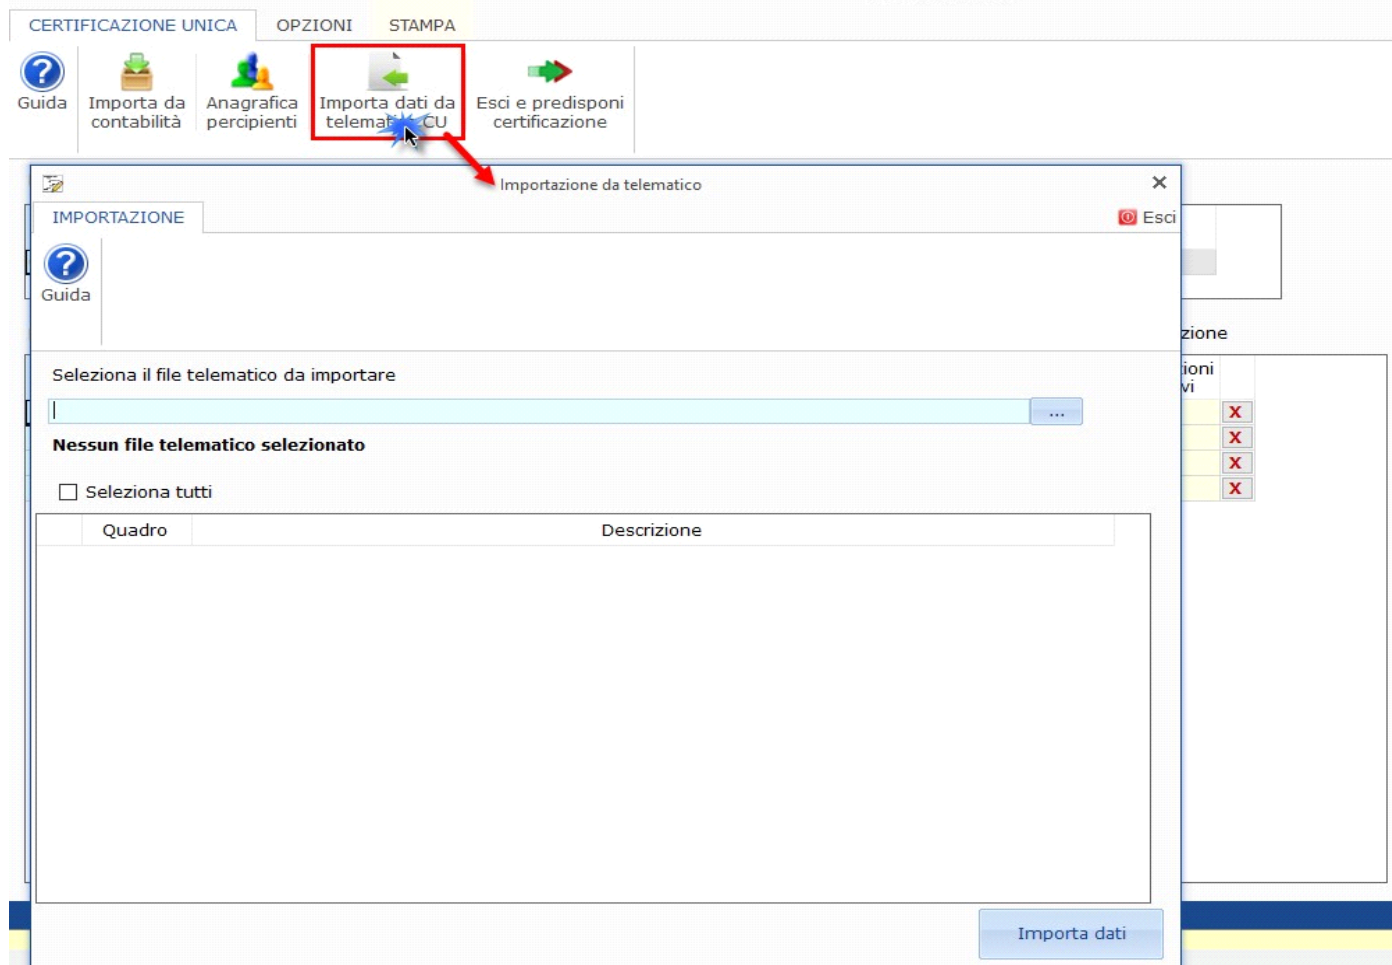 CERTIFICAZIONE UNICA OPZIONI STAMPA
Guida
Importa da
contabilità
Anagrafica
percipienti
Importa dati da
telematico CU
Esci e predisponi
certificazione
Importazione da telematico
IMPORTAZIONE
Esci
Guida
zione
Seleziona il file telematico da importare
ioni
vi
...
X
Nessun file telematico selezionato
X
X
Seleziona tutti
X
Quadro Descrizione
Importa dati